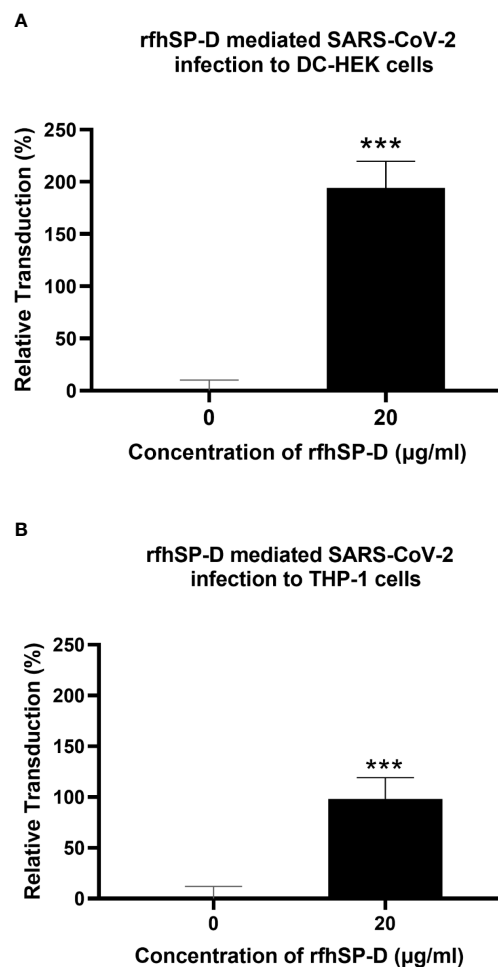 A
rfhSP-D mediated SARS-CoV-2
infection to DC-HEK cells
Relative Transduction (%)
250
200
150
100
50
0
***
0
20
Concentration of rfhSP-D (µg/ml)
B
rfhSP-D mediated SARS-CoV-2
infection to THP-1 cells
Relative Transduction (%)
250
200
150
100
50
0
***
0
20
Concentration of rfhSP-D (µg/ml)